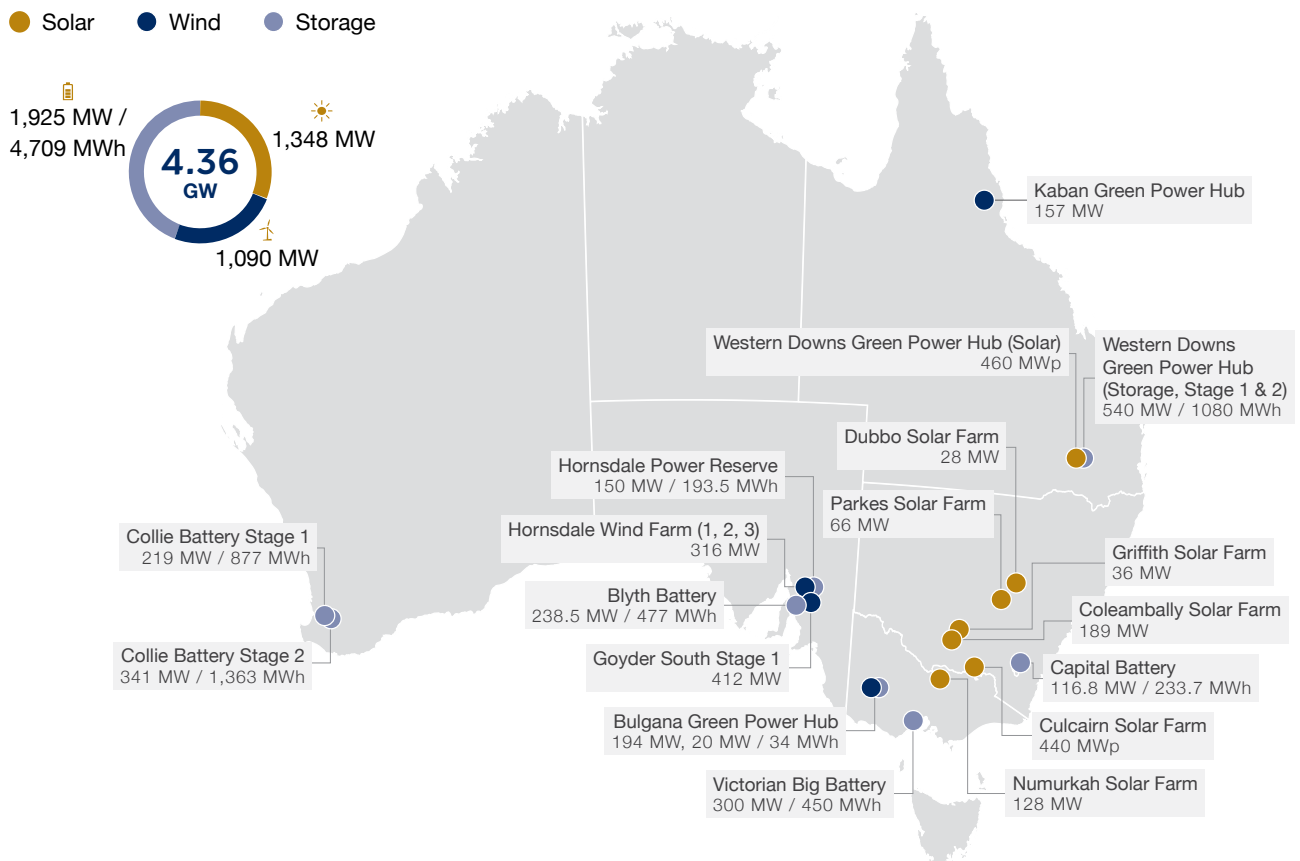 Solar
Wind
Storage
1,925 MW /
4,709 MWh
1,348 MW
4.36
GW
1,090 MW
Kaban Green Power Hub
157 MW
Western Downs Green Power Hub (Solar)
460 MWp
Western Downs
Green Power Hub
(Storage, Stage 1 & 2)
540 MW / 1080 MWh
Dubbo Solar Farm
28 MW
Hornsdale Power Reserve
150 MW / 193.5 MWh
Parkes Solar Farm
66 MW
Hornsdale Wind Farm (1, 2, 3)
316 MW
Collie Battery Stage 1
219 MW / 877 MWh
Griffith Solar Farm
36 MW
Blyth Battery
238.5 MW / 477 MWh
Coleambally Solar Farm
189 MW
Collie Battery Stage 2
341 MW / 1,363 MWh
Goyder South Stage 1
412 MW
Capital Battery
116.8 MW / 233.7 MWh
Bulgana Green Power Hub
194 MW, 20 MW / 34 MWh
Culcairn Solar Farm
440 MWp
Victorian Big Battery
300 MW / 450 MWh
Numurkah Solar Farm
128 MW